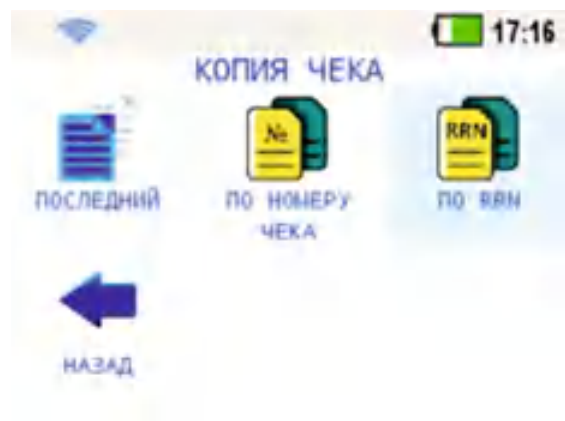 17:16
КОПИЯ ЧЕКА
№
RRN
ПОСЛЕДНИЙ
ПО НОМЕРУ
ЧЕКА
ПО RRN
НАЗАД